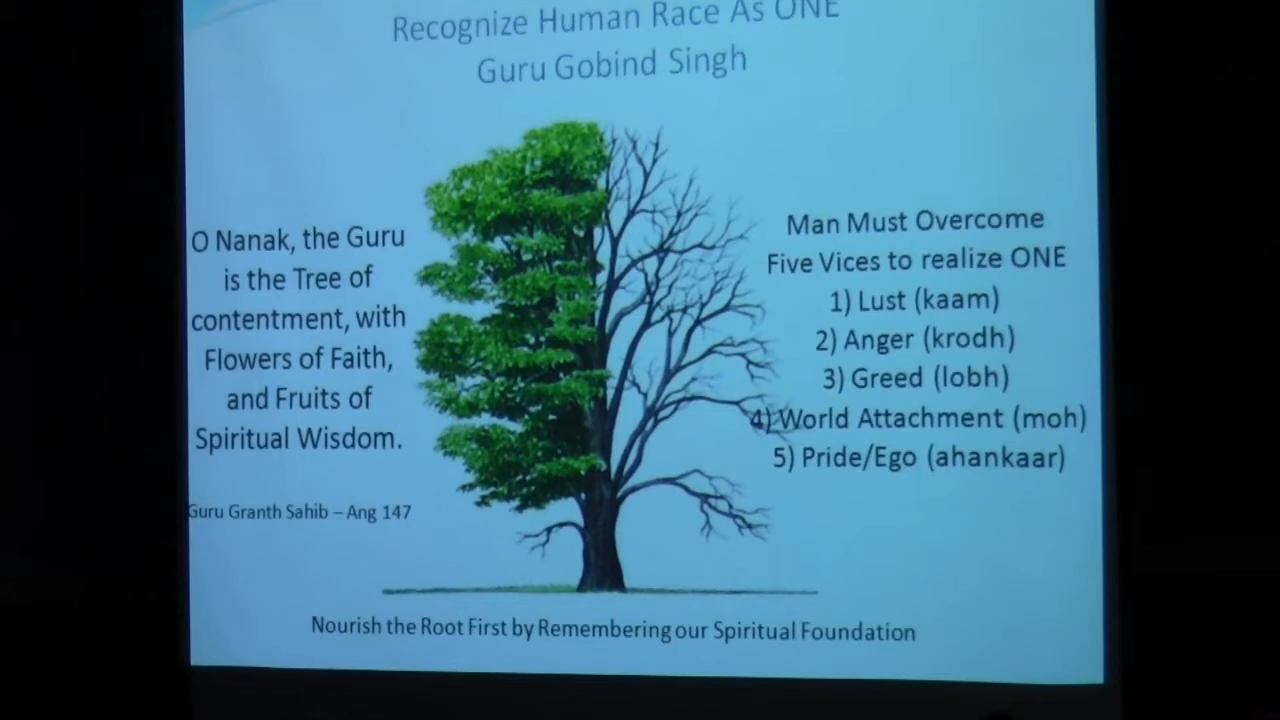 Recognize Human Race As ONE
Guru Gobind Singh
O Nanak, the Guru
is the Tree of
contentment, with
Flowers of Faith,
and Fruits of
Spiritual Wisdom.
Guru Granth Sahib – Ang 147
Man Must Overcome
Five Vices to realize ONE
1) Lust (kaam)
2) Anger (krodh)
3) Greed (lobh)
4) World Attachment (moh)
5) Pride/Ego (ahankaar)
Nourish the Root First by Remembering our Spiritual Foundation